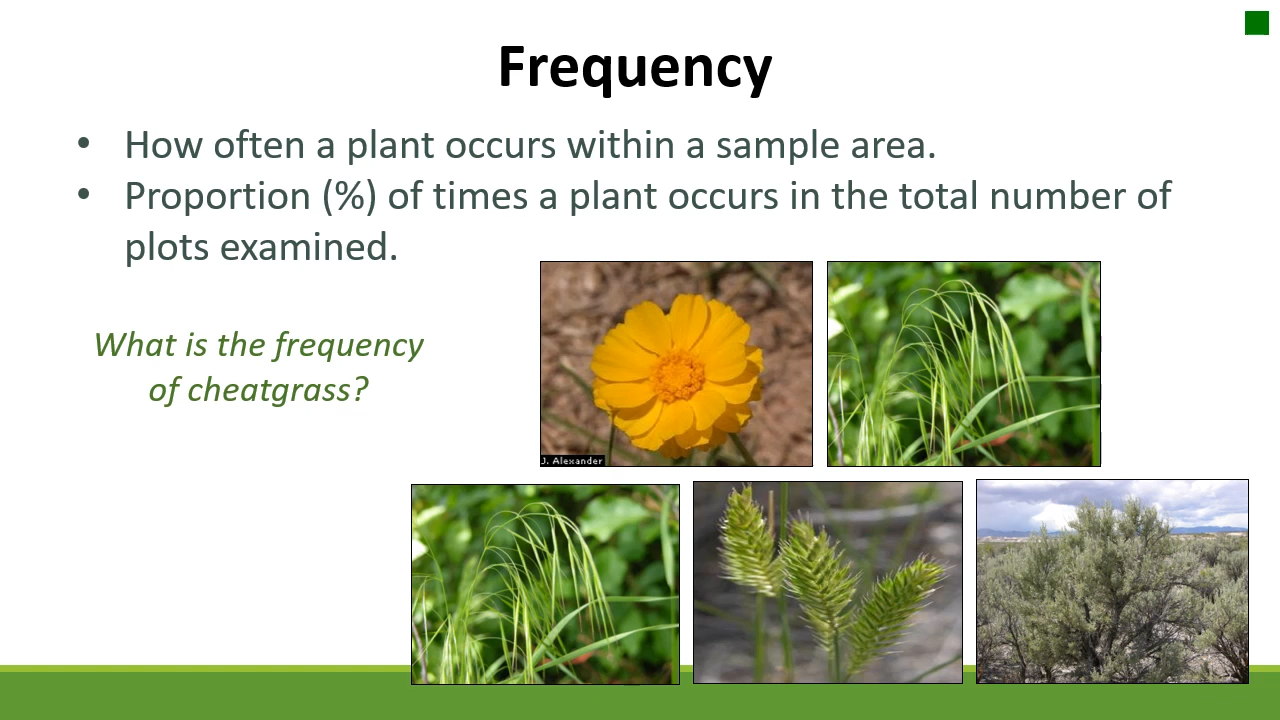 Frequency
• How often a plant occurs within a sample area.
• Proportion (%) of times a plant occurs in the total number of
plots examined.
What is the frequency
of cheatgrass?
J. Alexander